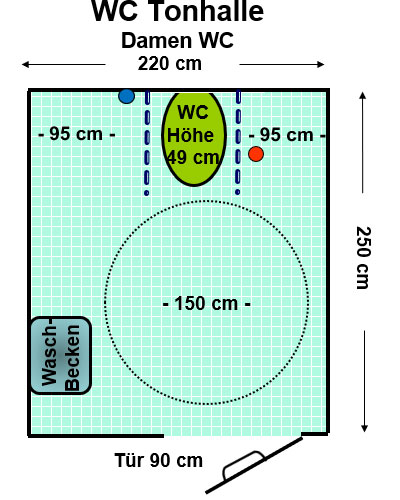 WC Tonhalle
Damen WC
220 cm
- 95 cm -
WC
Höhe
49 cm
- 95 cm -
250 cm
- 150 cm -
Wasch-
Becken
Tür 90 cm